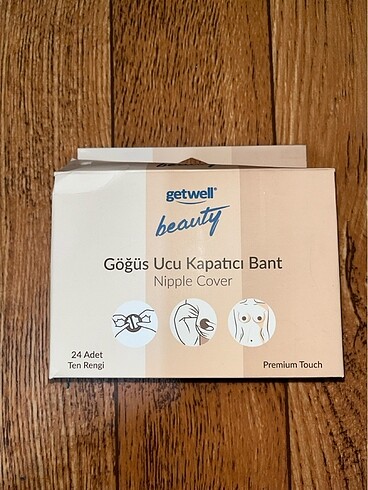 getwell®
beauty
Göğüs Ucu Kapatıcı Bant
Nipple Cover
24 Adet
Ten Rengi
Premium Touch